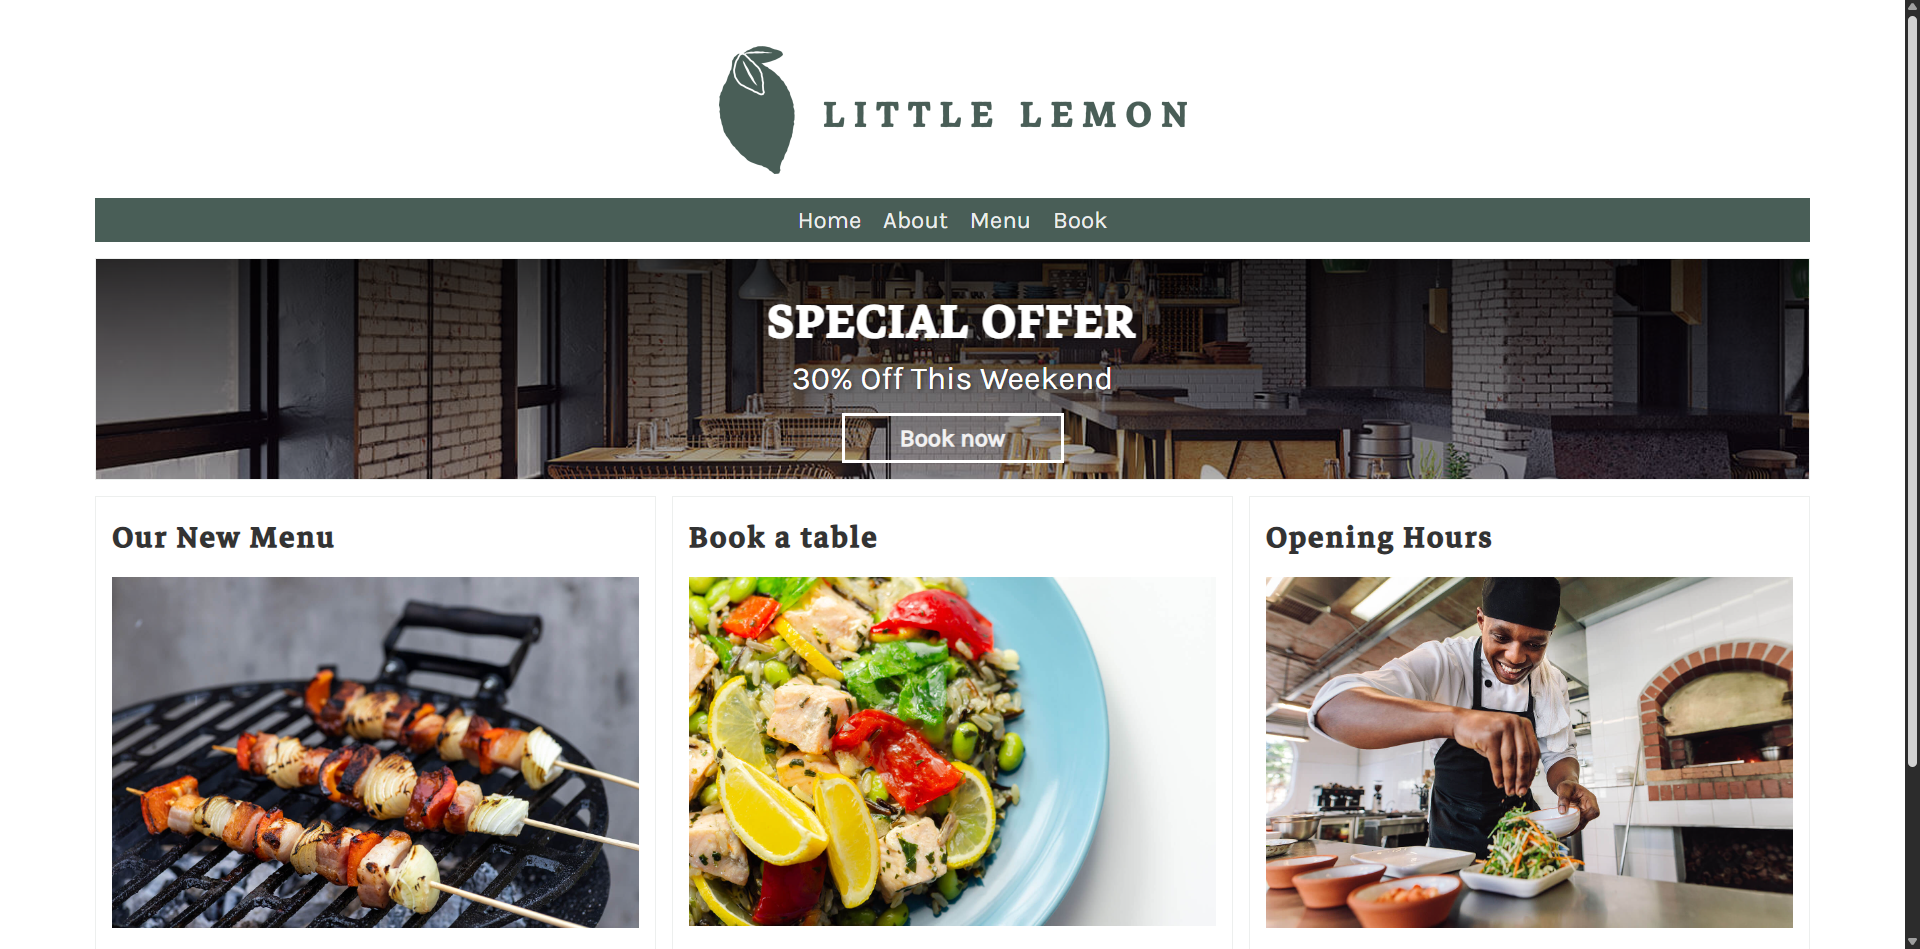 LITTLE LEMON
Home About Menu Book
SPECIAL OFFER
30% Off This Weekend
Book now
Our New Menu
Book a table
Opening Hours